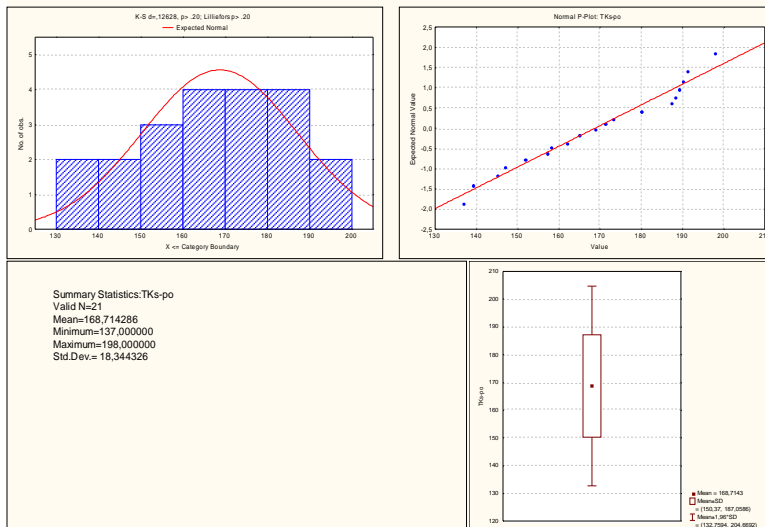 K-S d=,12628, p> .20; Lilliefors p> .20
Expected Normal
5
4
3
2
1
0
No. of obs.
130 140 150 160 170 180 190 200
X <= Category Boundary
Normal P-Plot: TKs-po
2,5
2,0
1,5
1,0
0,5
0,0
-0,5
-1,0
-1,5
-2,0
-2,5
Expected Normal Value
130 140 150 160 170 180 190 200 210
Value
Summary Statistics:TKs-po
Valid N=21
Mean=168,714286
Minimum=137,000000
Maximum=198,000000
Std.Dev.= 18,344326
210
200
190
180
170
160
150
140
130
120
TKs-po
Mean = 168,7143
Mean±SD
= (150,37, 187,0586)
Mean±1,96*SD
= (132,7594, 204,6692)